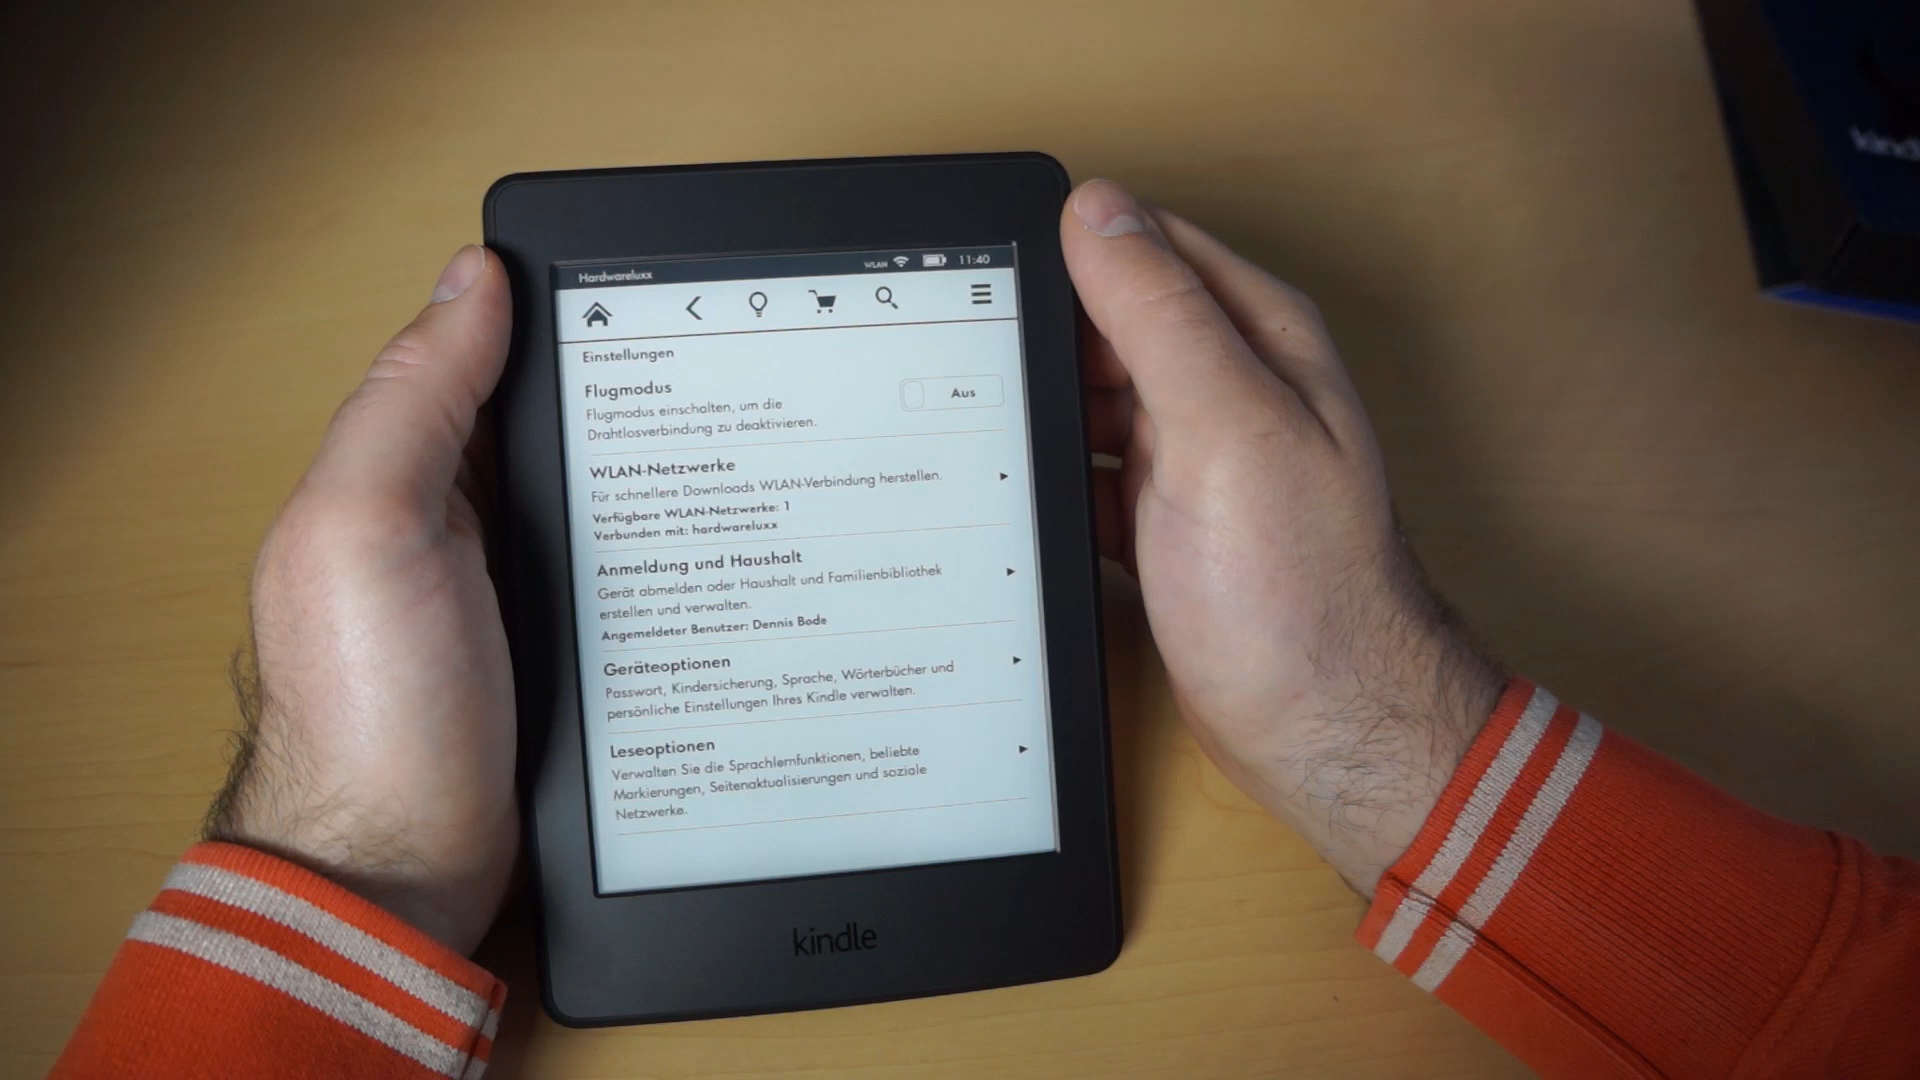 Hardwareluxx WLAN 11:40
Einstellungen
Flugmodus
Aus
Flugmodus einschalten, um die
Drahtlosverbindung zu deaktivieren.
WLAN-Netzwerke
Für schnellere Downloads WLAN-Verbindung herstellen.
Verfügbare WLAN-Netzwerke: 1
Verbunden mit: hardwareluxx
Anmeldung und Haushalt
Gerät abmelden oder Haushalt und Familienbibliothek
erstellen und verwalten.
Angemeldeter Benutzer: Dennis Bode
Geräteoptionen
Passwort, Kindersicherung, Sprache, Wörterbücher und
persönliche Einstellungen Ihres Kindle verwalten.
Leseoptionen
Verwalten Sie die Sprachlernfunktionen, beliebte
Markierungen, Seitenaktualisierungen und soziale
Netzwerke.
kindle